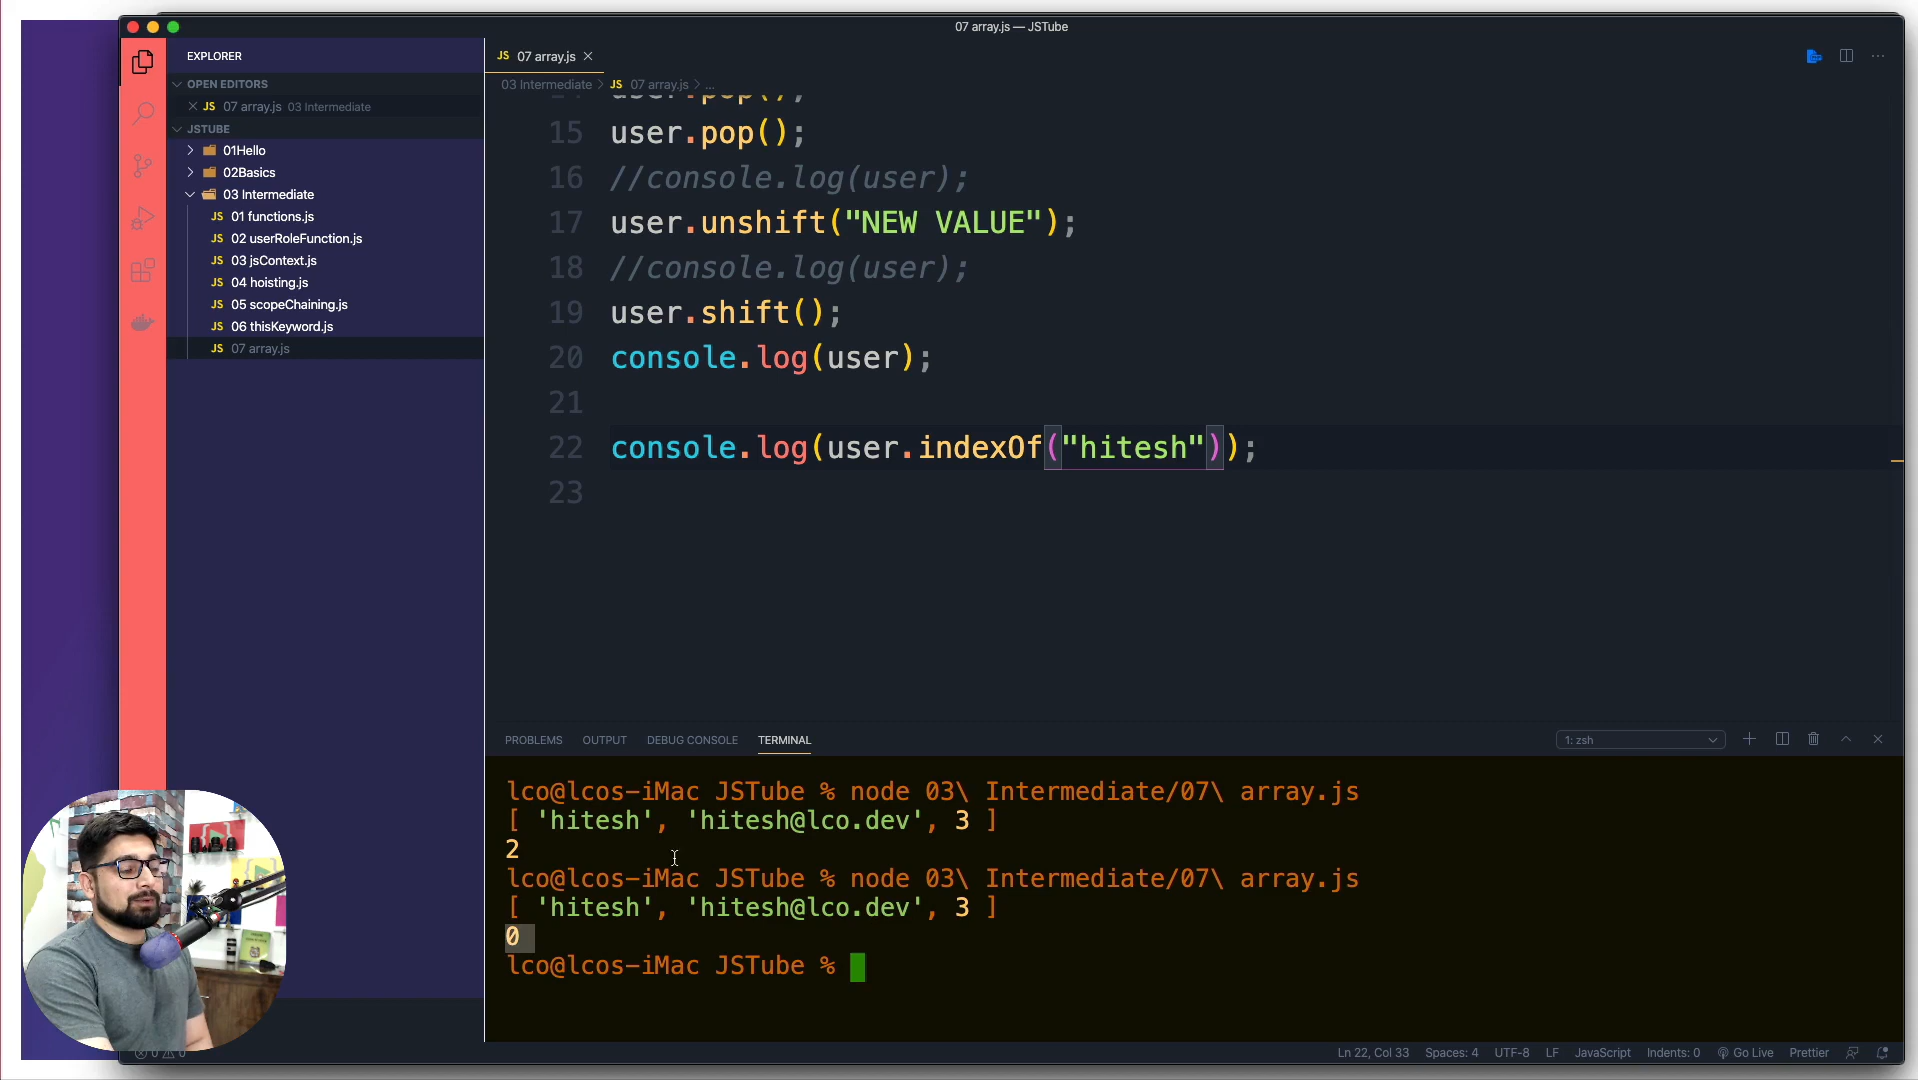 07 array.js — JSTube
EXPLORER
OPEN EDITORS
JS 07 array.js 03 Intermediate
JSTUBE
01Hello
02Basics
03 Intermediate
JS 01 functions.js
JS 02 userRoleFunction.js
JS 03 jsContext.js
JS 04 hoisting.js
JS 05 scopeChaining.js
JS 06 thisKeyword.js
JS 07 array.js
JS 07 array.js
03 Intermediate > JS 07 array.js > ...
user.pop();
15 user.pop();
16 //console.log(user);
17 user.unshift("NEW VALUE");
18 //console.log(user);
19 user.shift();
20 console.log(user);
21
22 console.log(user.indexOf("hitesh"));
23
PROBLEMS OUTPUT DEBUG CONSOLE TERMINAL
1: zsh
lco@lcos-iMac JSTube % node 03\ Intermediate/07\ array.js
[ 'hitesh', 'hitesh@lco.dev', 3 ]
2
lco@lcos-iMac JSTube % node 03\ Intermediate/07\ array.js
[ 'hitesh', 'hitesh@lco.dev', 3 ]
0
lco@lcos-iMac JSTube %
0 0
Ln 22, Col 33 Spaces: 4 UTF-8 LF JavaScript Indents: 0 Go Live Prettier